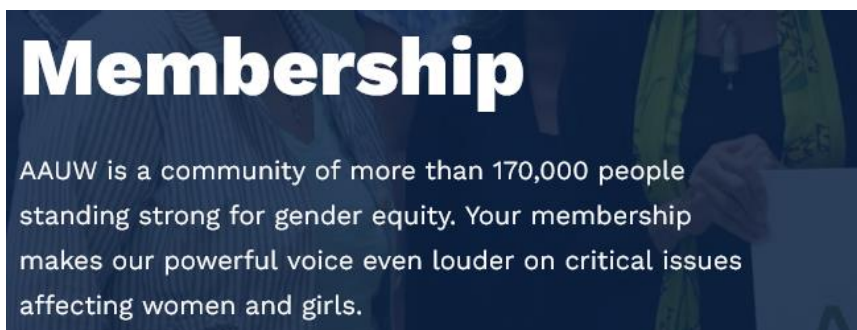 Membership
AAUW is a community of more than 170,000 people
standing strong for gender equity. Your membership
makes our powerful voice even louder on critical issues
affecting women and girls.